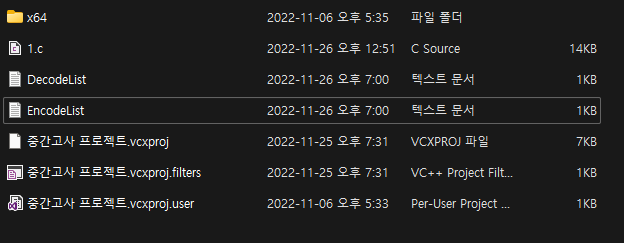 x64 2022-11-06 오후 5:35 파일 폴더
1.c 2022-11-26 오후 12:51 C Source 14KB
DecodeList 2022-11-26 오후 7:00 텍스트 문서 1KB
EncodeList 2022-11-26 오후 7:00 텍스트 문서 1KB
중간고사 프로젝트.vcxproj 2022-11-25 오후 7:31 VCXPROJ 파일 7KB
중간고사 프로젝트.vcxproj.filters 2022-11-25 오후 7:31 VC++ Project Filt... 1KB
중간고사 프로젝트.vcxproj.user 2022-11-06 오후 5:33 Per-User Project ... 1KB